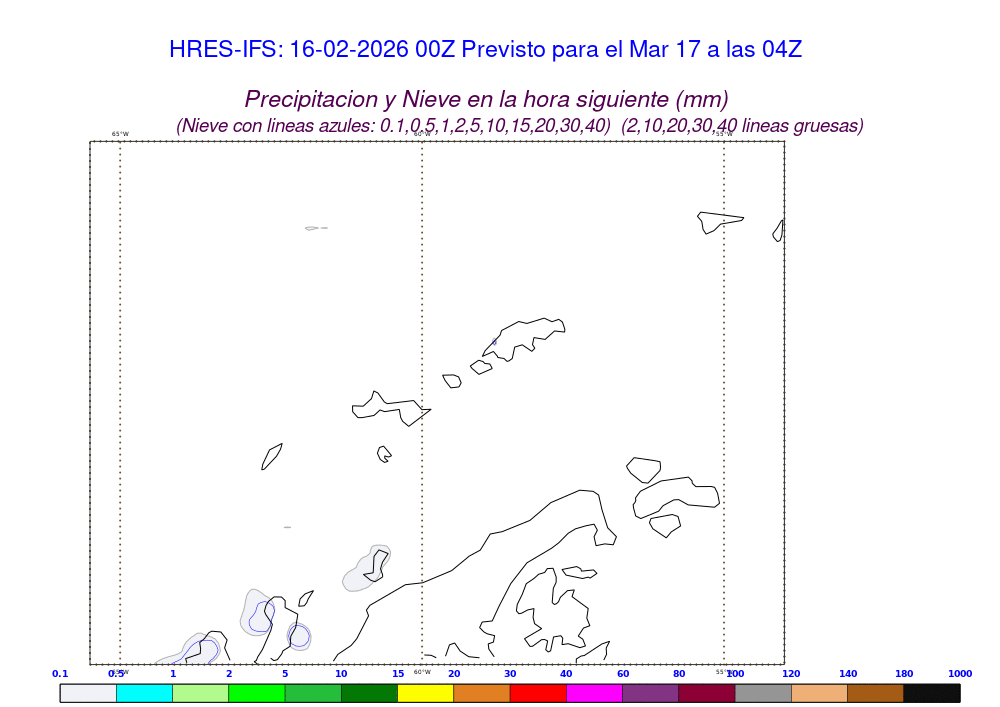 HRES-IFS: 16-02-2026 00Z Previsto para el Mar 17 a las 04Z
Precipitacion y Nieve en la hora siguiente (mm)
(Nieve con lineas azules: 0.1,0.5,1,2,5,10,15,20,30,40) (2,10,20,30,40 lineas gruesas)
65°W 60°W 55°W
65°W 60°W 55°W
0.1 0.5 1 2 5 10 15 20 30 40 60 80 100 120 140 180 1000